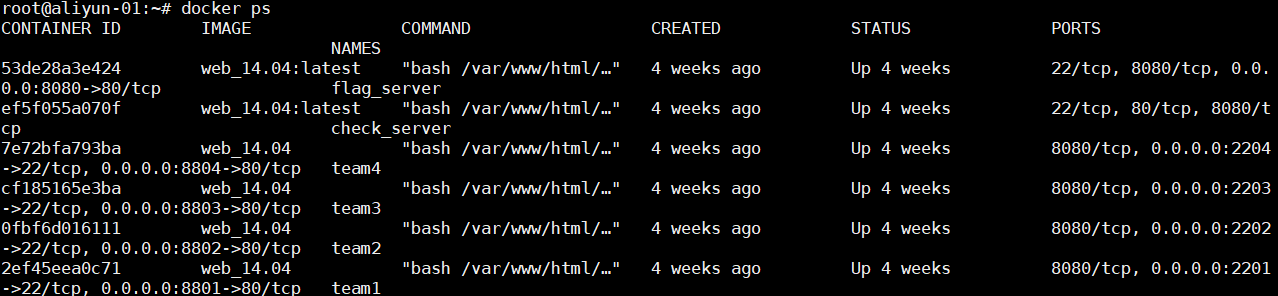 root@aliyun-01:~# docker ps
CONTAINER ID        IMAGE               COMMAND                  CREATED             STATUS              PORTS
                                 NAMES
53de28a3e424        web_14.04:latest    "bash /var/www/html/…"   4 weeks ago         Up 4 weeks          22/tcp, 8080/tcp, 0.0.
0.0:8080->80/tcp                 flag_server
ef5f055a070f        web_14.04:latest    "bash /var/www/html/…"   4 weeks ago         Up 4 weeks          22/tcp, 80/tcp, 8080/t
cp                               check_server
7e72bfa793ba        web_14.04           "bash /var/www/html/…"   4 weeks ago         Up 4 weeks          8080/tcp, 0.0.0.0:2204
->22/tcp, 0.0.0.0:8804->80/tcp   team4
cf185165e3ba        web_14.04           "bash /var/www/html/…"   4 weeks ago         Up 4 weeks          8080/tcp, 0.0.0.0:2203
->22/tcp, 0.0.0.0:8803->80/tcp   team3
0fbf6d016111        web_14.04           "bash /var/www/html/…"   4 weeks ago         Up 4 weeks          8080/tcp, 0.0.0.0:2202
->22/tcp, 0.0.0.0:8802->80/tcp   team2
2ef45eea0c71        web_14.04           "bash /var/www/html/…"   4 weeks ago         Up 4 weeks          8080/tcp, 0.0.0.0:2201
->22/tcp, 0.0.0.0:8801->80/tcp   team1